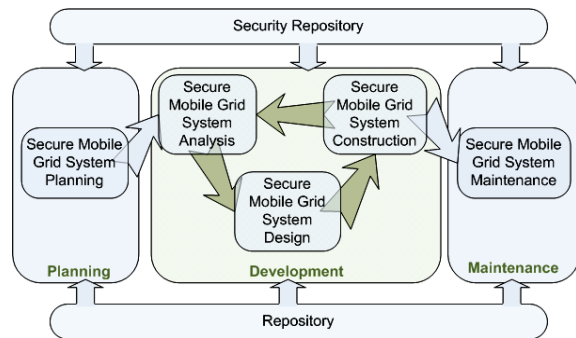 Security Repository
Secure Mobile
Grid System
Planning
Secure
Mobile Grid
System
Analysis
Secure
Mobile Grid
System
Design
Secure
Mobile Grid
System
Construction
Secure Mobile
Grid System
Maintenance
Planning
Development
Maintenance
Repository